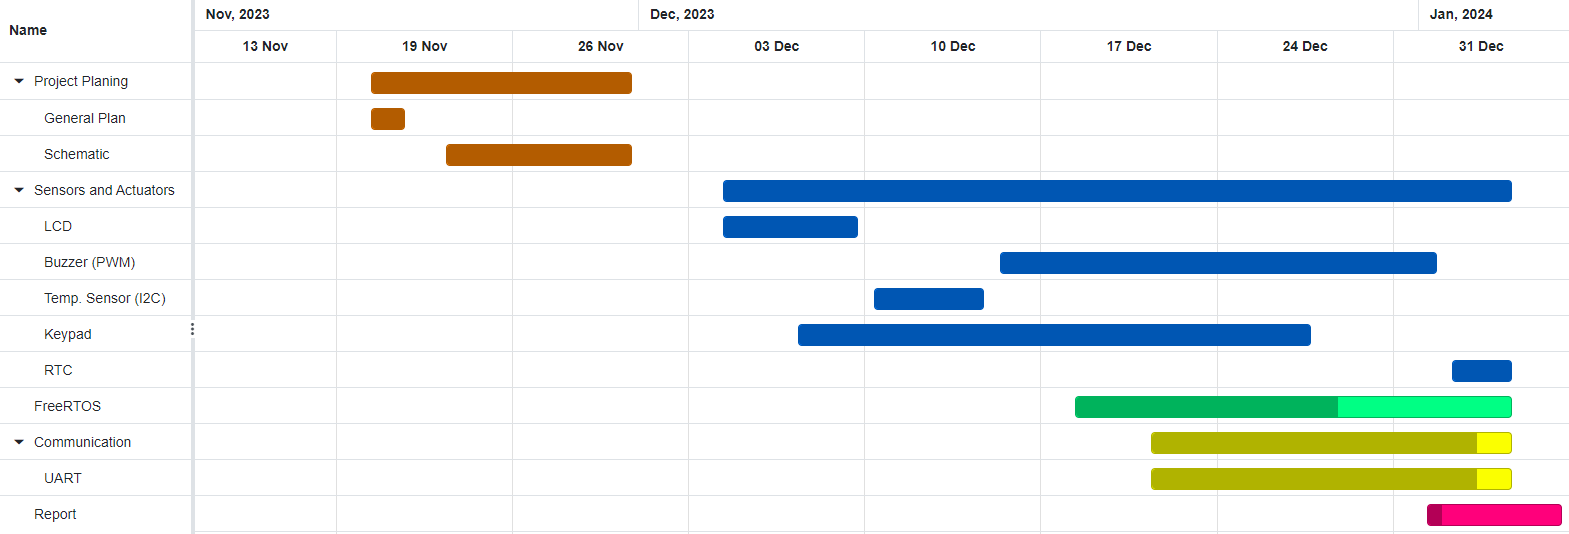 Name
Nov, 2023 Dec, 2023 Jan, 2024
13 Nov 19 Nov 26 Nov 03 Dec 10 Dec 17 Dec 24 Dec 31 Dec
Project Planing
General Plan
Schematic
Sensors and Actuators
LCD
Buzzer (PWM)
Temp. Sensor (I2C)
Keypad
RTC
FreeRTOS
Communication
UART
Report